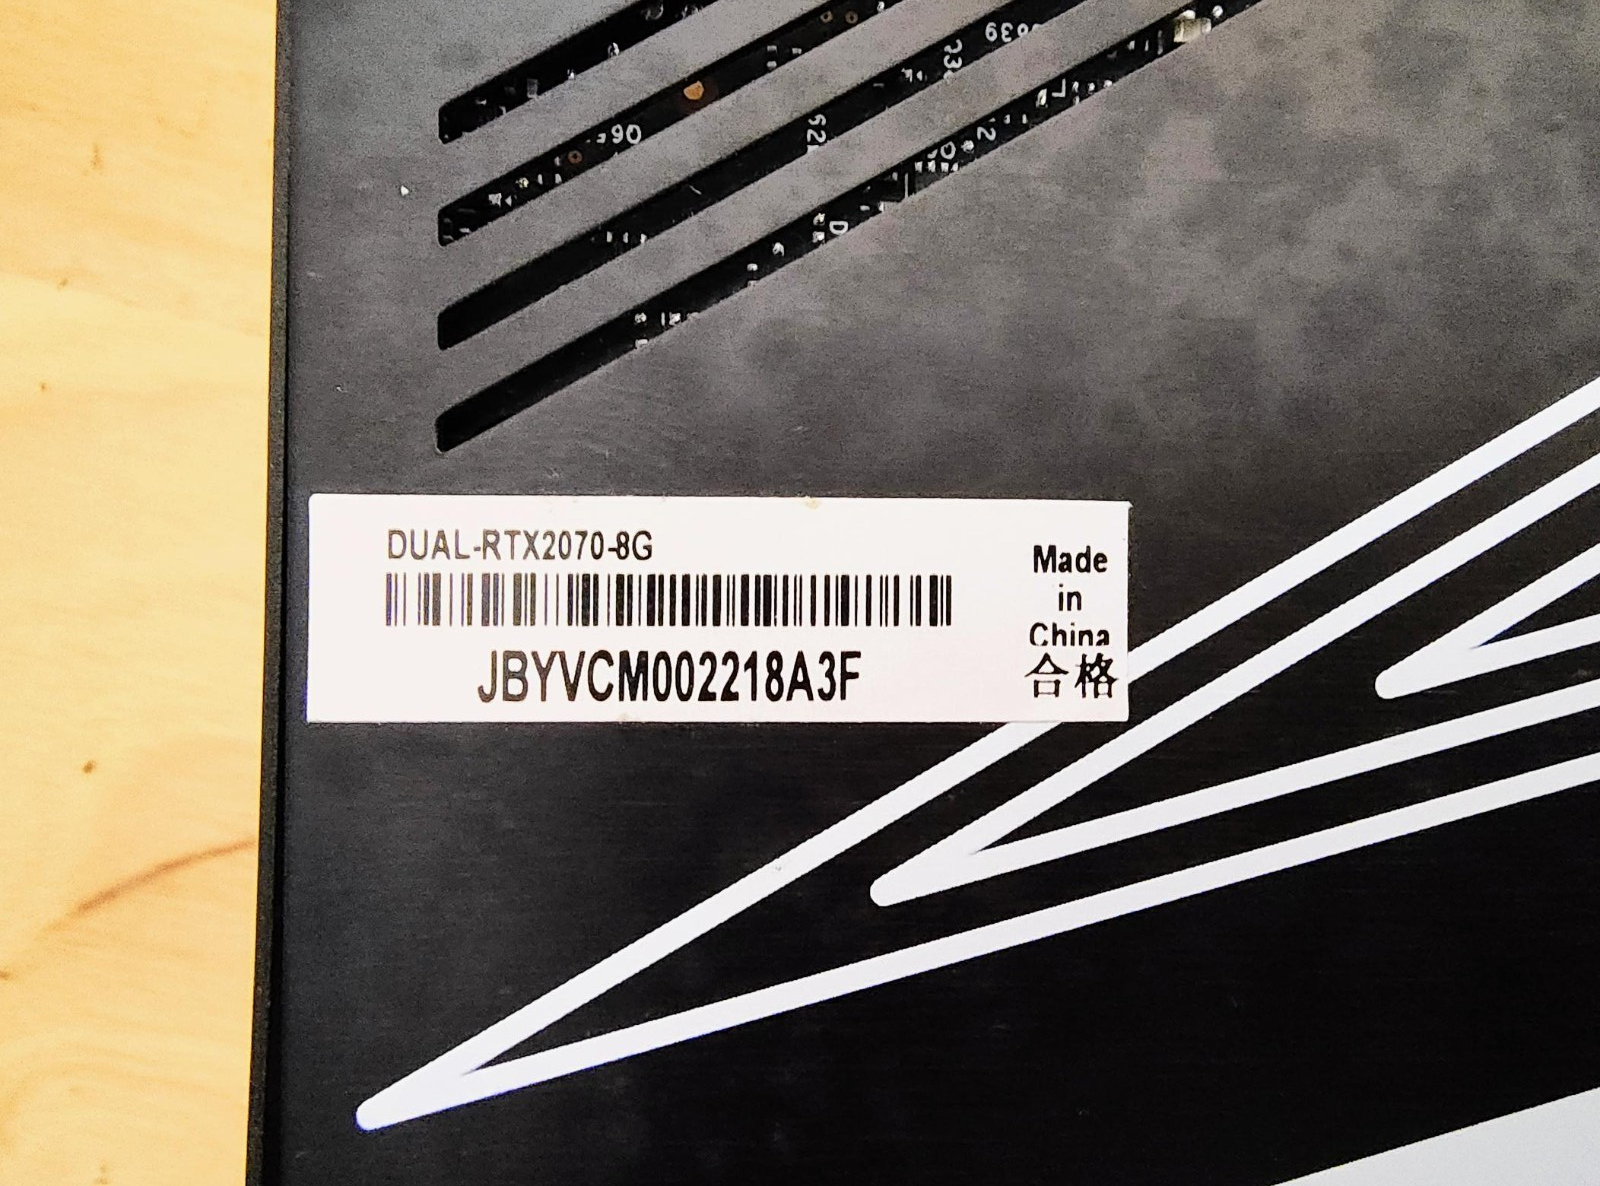 DUAL-RTX2070-8G
JBYVCM002218A3F
Made
in
China
合格